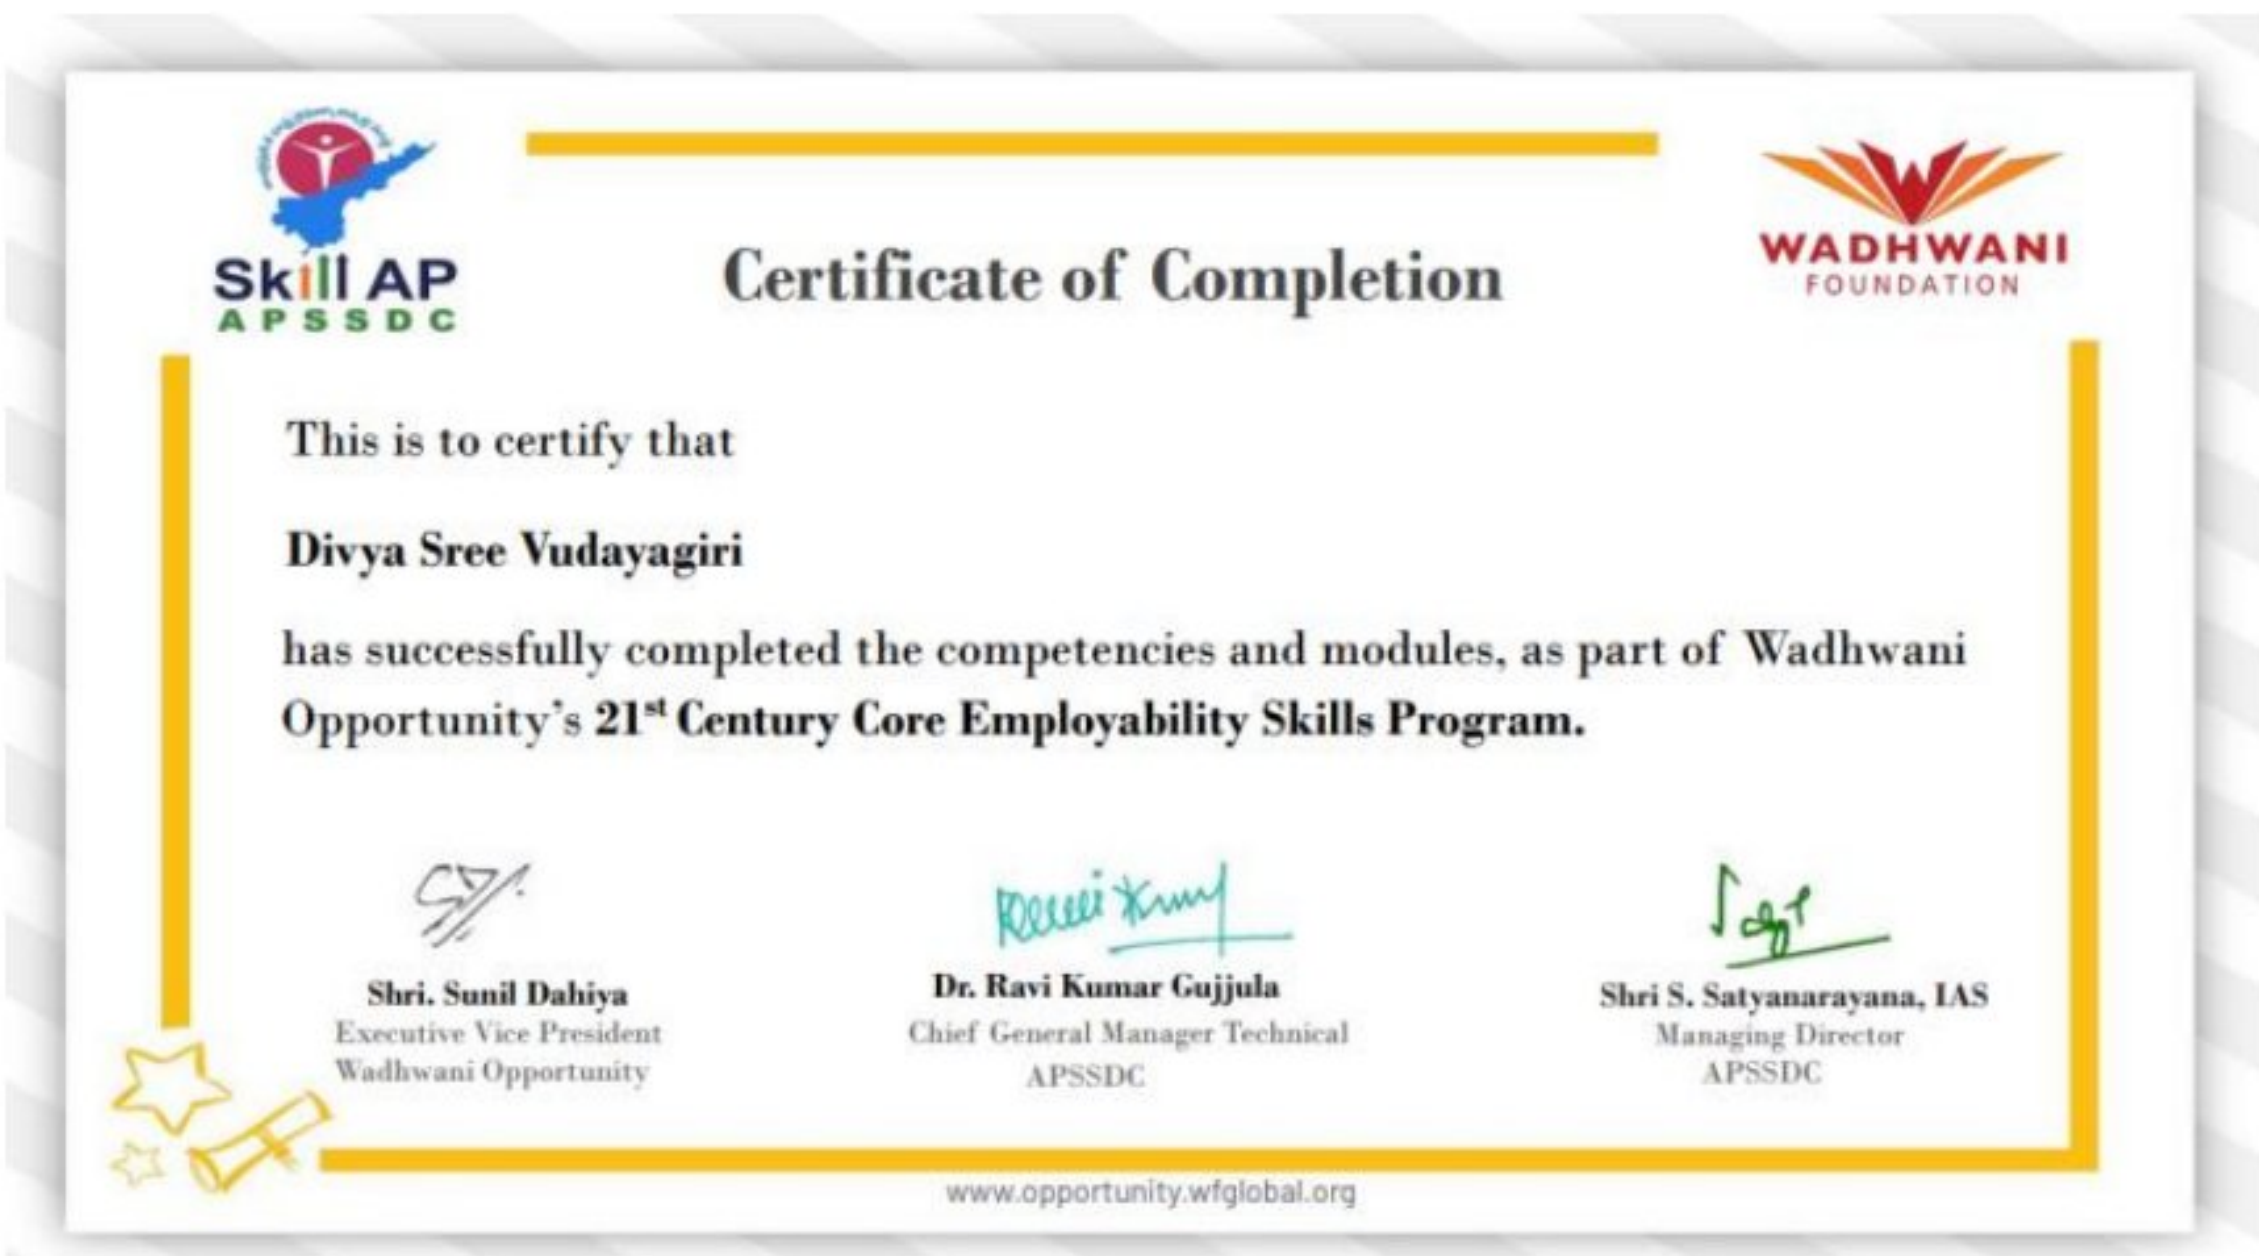 Skill AP
APSSDC
WADHWANI
FOUNDATION
Certificate of Completion
This is to certify that
Divya Sree Vudayagiri
has successfully completed the competencies and modules, as part of Wadhwani
Opportunity's 21st Century Core Employability Skills Program.
Shri. Sunil Dahiya
Executive Vice President
Wadhwani Opportunity
Dr. Ravi Kumar Gujjula
Chief General Manager Technical
APSSDC
Shri S. Satyanarayana, IAS
Managing Director
APSSDC
www.opportunity.wfglobal.org